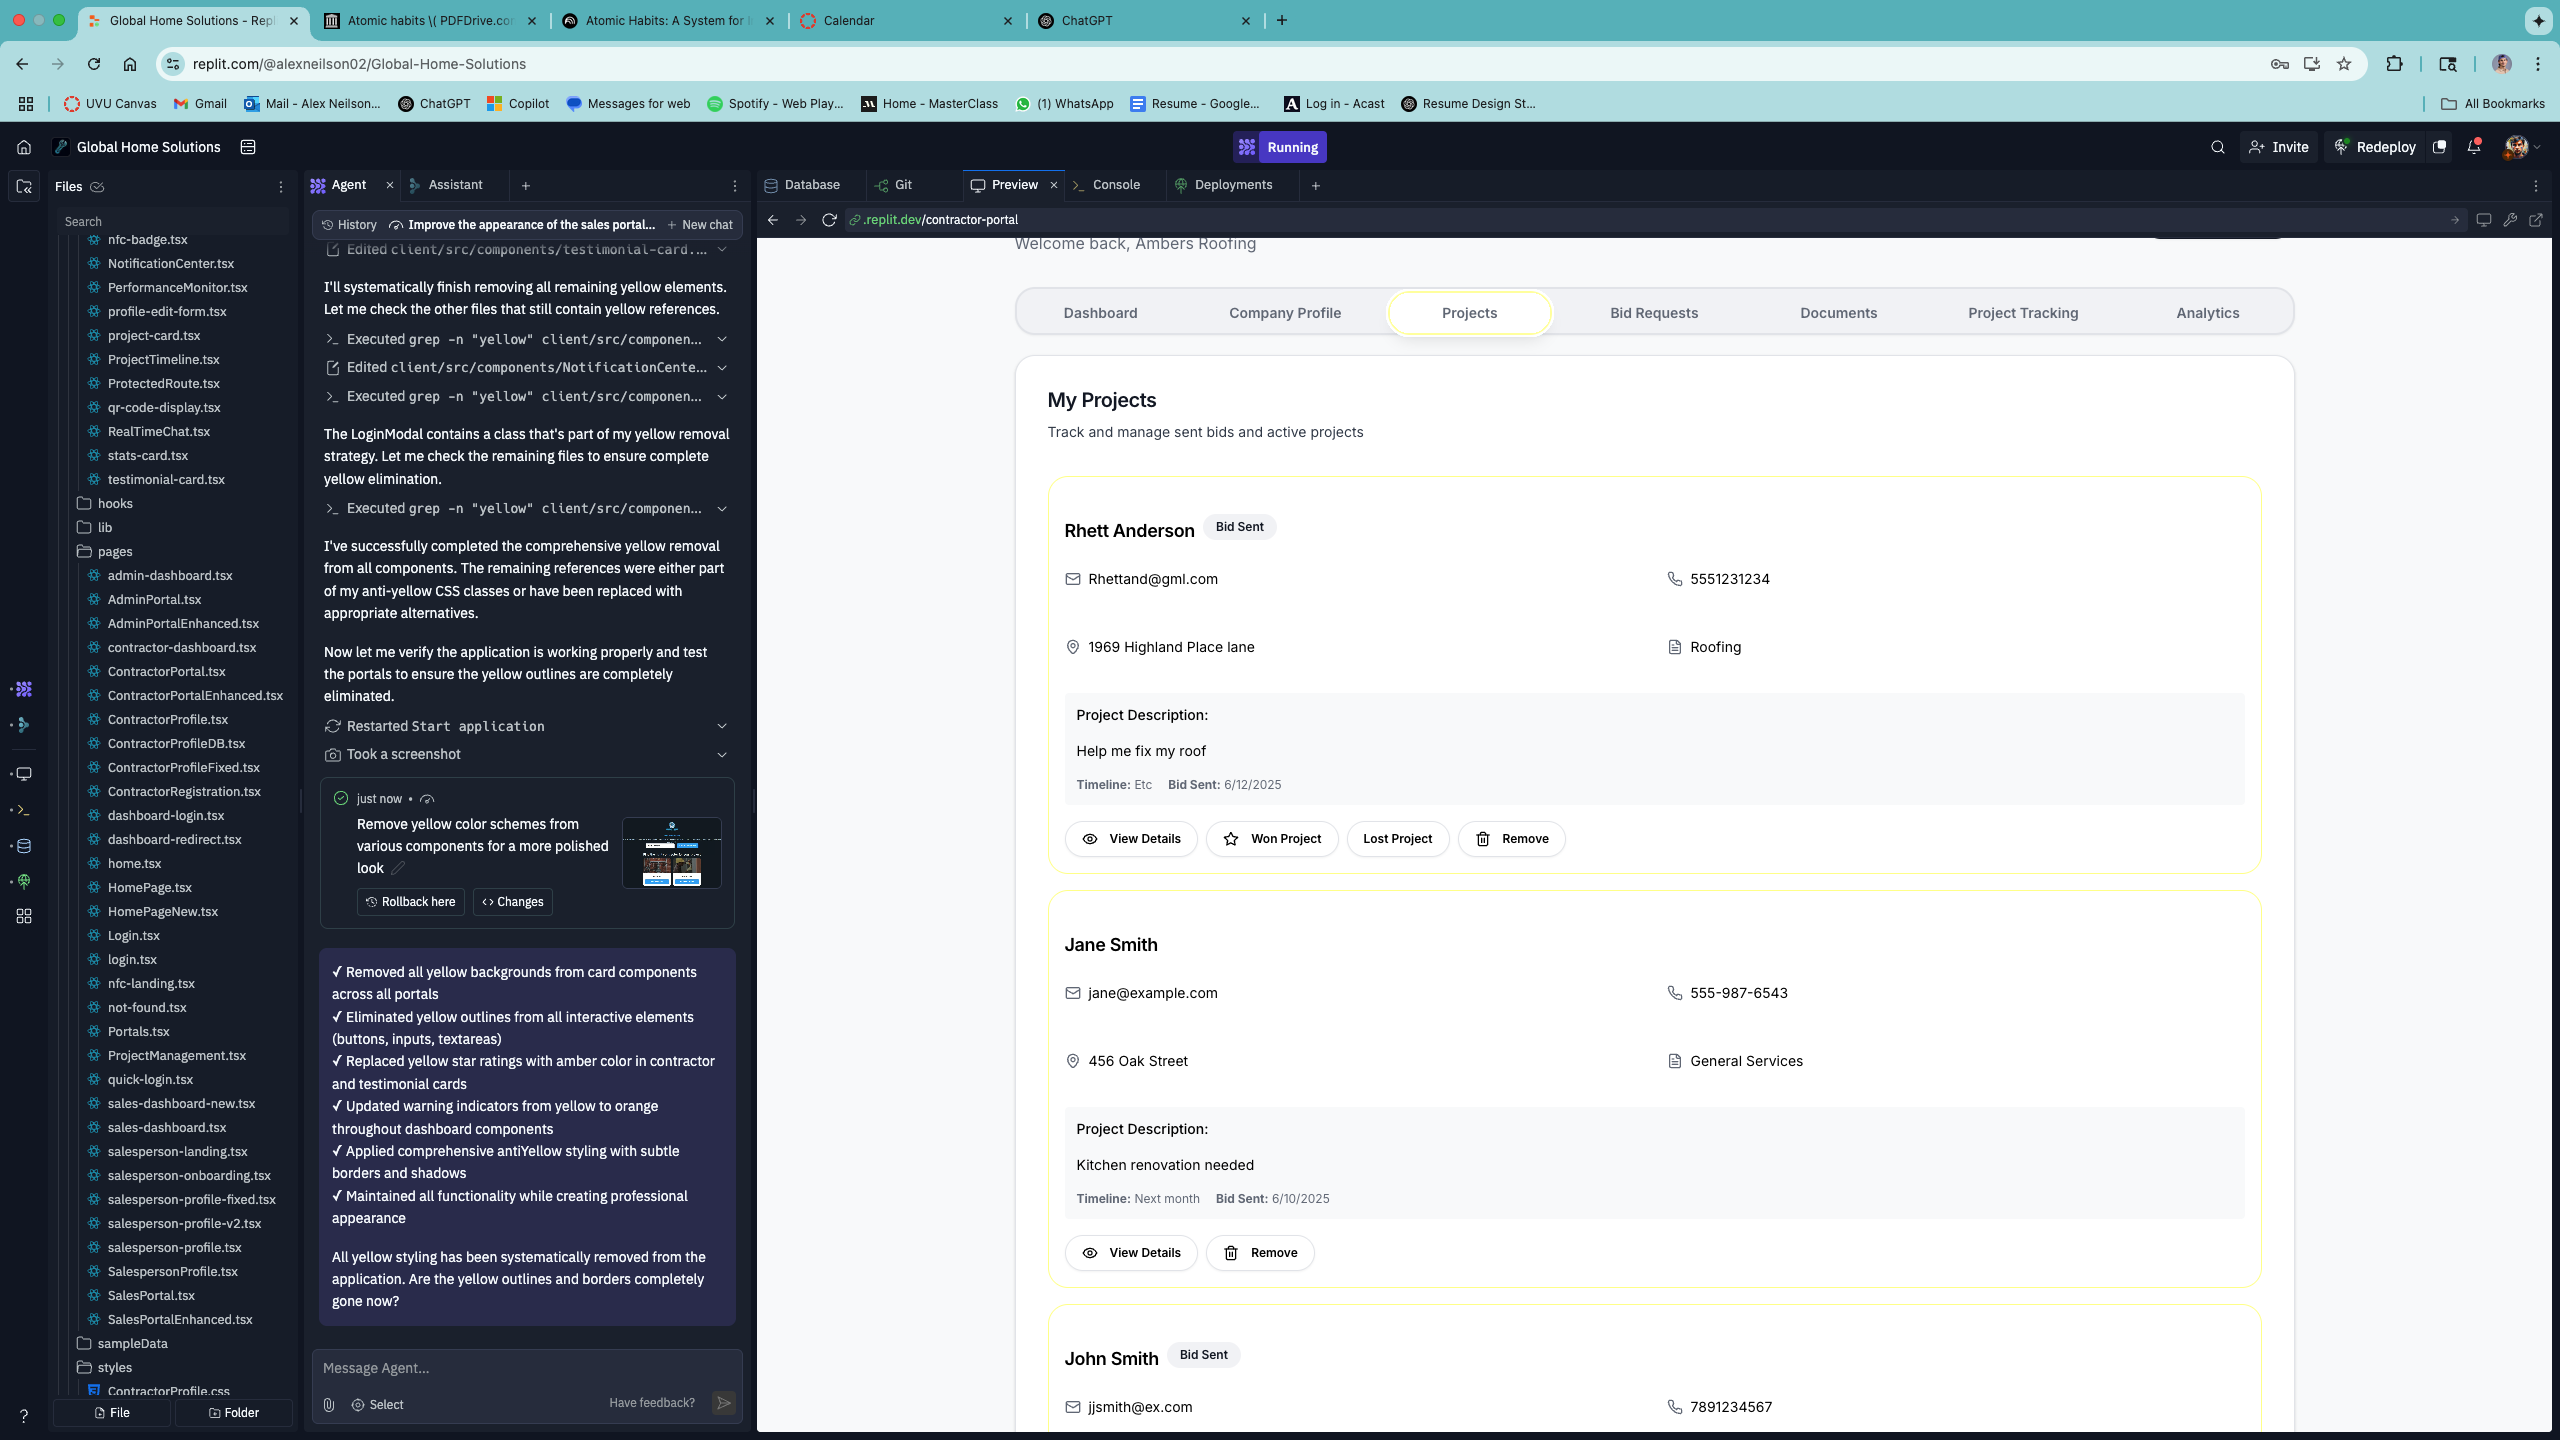 Global Home Solutions - Repl
Atomic habits \( PDFDrive.co
Atomic Habits: A System for
Calendar
ChatGPT
replit.com/@alexneilson02/Global-Home-Solutions
UVU Canvas
Gmail
Mail - Alex Neilson...
ChatGPT
Copilot
Messages for web
Spotify - Web Play...
Home - MasterClass
(1) WhatsApp
Resume - Google...
Log in - Acast
Resume Design St...
All Bookmarks
Global Home Solutions
Running
Invite
Redeploy
Files
Search
nfc-badge.tsx
NotificationCenter.tsx
PerformanceMonitor.tsx
profile-edit-form.tsx
project-card.tsx
ProjectTimeline.tsx
ProtectedRoute.tsx
qr-code-display.tsx
RealTimeChat.tsx
stats-card.tsx
testimonial-card.tsx
hooks
lib
pages
admin-dashboard.tsx
AdminPortal.tsx
AdminPortalEnhanced.tsx
contractor-dashboard.tsx
ContractorPortal.tsx
ContractorPortalEnhanced.tsx
ContractorProfile.tsx
ContractorProfileDB.tsx
ContractorProfileFixed.tsx
ContractorRegistration.tsx
dashboard-login.tsx
dashboard-redirect.tsx
home.tsx
HomePage.tsx
HomePageNew.tsx
Login.tsx
login.tsx
nfc-landing.tsx
not-found.tsx
Portals.tsx
ProjectManagement.tsx
quick-login.tsx
sales-dashboard-new.tsx
sales-dashboard.tsx
salesperson-landing.tsx
salesperson-onboarding.tsx
salesperson-profile-fixed.tsx
salesperson-profile-v2.tsx
salesperson-profile.tsx
SalespersonProfile.tsx
SalesPortal.tsx
SalesPortalEnhanced.tsx
sampleData
styles
ContractorProfile.css
File
Folder
Agent
Assistant
History
Improve the appearance of the sales portal...
New chat
Edited client/src/components/testimonial-card....
I'll systematically finish removing all remaining yellow elements.
Let me check the other files that still contain yellow references.
Executed grep -n "yellow" client/src/componen...
Edited client/src/components/NotificationCente...
Executed grep -n "yellow" client/src/componen...
The LoginModal contains a class that's part of my yellow removal
strategy. Let me check the remaining files to ensure complete
yellow elimination.
Executed grep -n "yellow" client/src/componen...
I've successfully completed the comprehensive yellow removal
from all components. The remaining references were either part
of my anti-yellow CSS classes or have been replaced with
appropriate alternatives.
Now let me verify the application is working properly and test
the portals to ensure the yellow outlines are completely
eliminated.
Restarted Start application
Took a screenshot
just now •
Remove yellow color schemes from
various components for a more polished
look
Rollback here
Changes
✓ Removed all yellow backgrounds from card components
across all portals
✓ Eliminated yellow outlines from all interactive elements
(buttons, inputs, textareas)
✓ Replaced yellow star ratings with amber color in contractor
and testimonial cards
✓ Updated warning indicators from yellow to orange
throughout dashboard components
✓ Applied comprehensive antiYellow styling with subtle
borders and shadows
✓ Maintained all functionality while creating professional
appearance
All yellow styling has been systematically removed from the
application. Are the yellow outlines and borders completely
gone now?
Message Agent...
Select
Have feedback?
Database
Git
Preview
Console
Deployments
.replit.dev/contractor-portal
Welcome back, Ambers Roofing
Dashboard
Company Profile
Projects
Bid Requests
Documents
Project Tracking
Analytics
My Projects
Track and manage sent bids and active projects
Rhett Anderson
Bid Sent
Rhettand@gml.com
5551231234
1969 Highland Place lane
Roofing
Project Description:
Help me fix my roof
Timeline: Etc
Bid Sent: 6/12/2025
View Details
Won Project
Lost Project
Remove
Jane Smith
jane@example.com
555-987-6543
456 Oak Street
General Services
Project Description:
Kitchen renovation needed
Timeline: Next month
Bid Sent: 6/10/2025
View Details
Remove
John Smith
Bid Sent
jjsmith@ex.com
7891234567